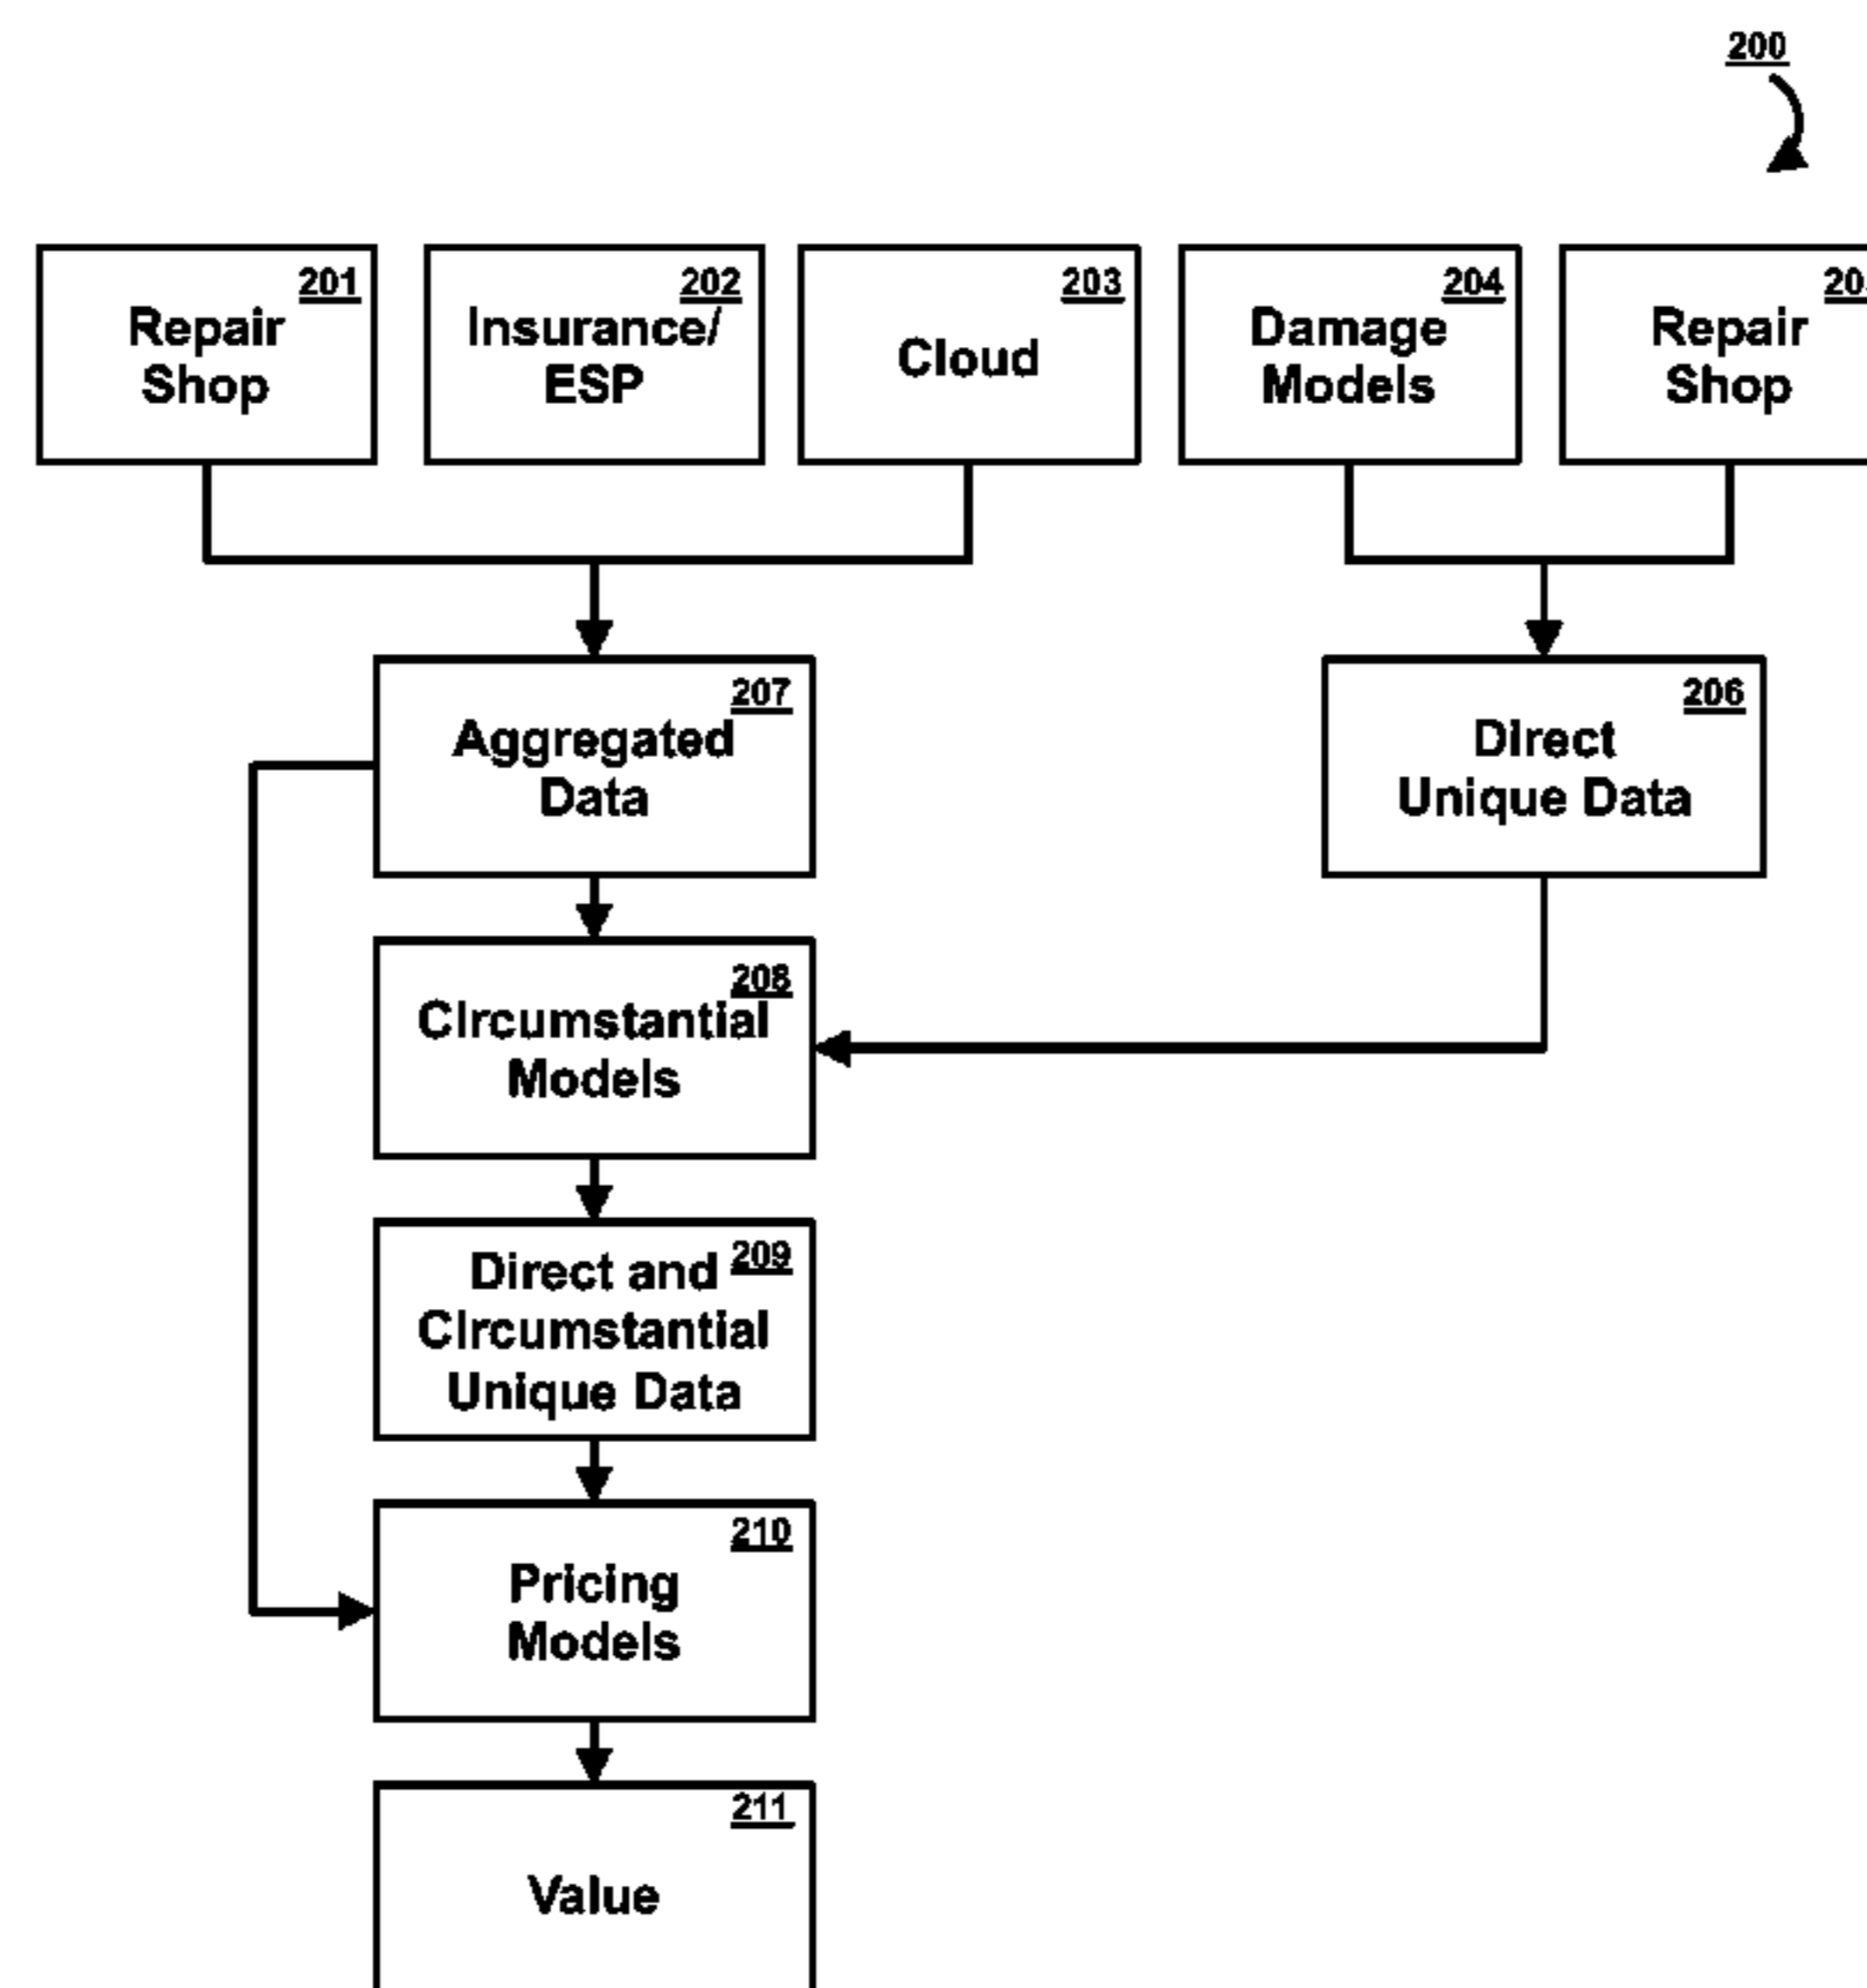 200
201
Repair
Shop
202
Insurance/
ESP
203
Cloud
204
Damage
Models
Repair
Shop
207
Aggregated
Data
206
Direct
Unique Data
208
Circumstantial
Models
209
Direct and
Circumstantial
Unique Data
210
Pricing
Models
211
Value